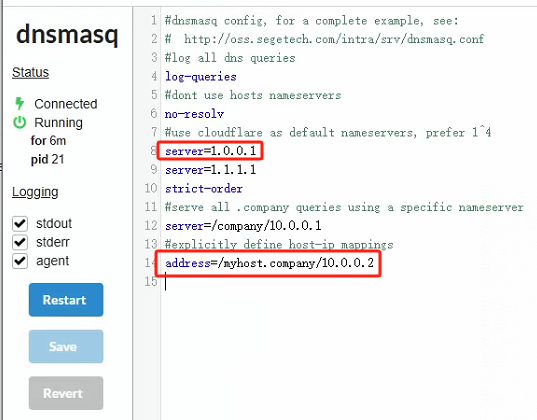 dnsmasq
Status
Connected
Running
for 6m
pid 21
Logging
stdout
stderr
agent
Restart
Save
Revert
1 #dnsmasq config, for a complete example, see:
2 #  http://oss.segetech.com/intra/srv/dnsmasq.conf
3 #log all dns queries
4 log-queries
5 #dont use hosts nameservers
6 no-resolv
7 #use cloudflare as default nameservers, prefer 1^4
8 server=1.0.0.1
9 server=1.1.1.1
10 strict-order
11 #serve all .company queries using a specific nameserver
12 server=/company/10.0.0.1
13 #explicitly define host-ip mappings
14 address=/myhost.company/10.0.0.2
15